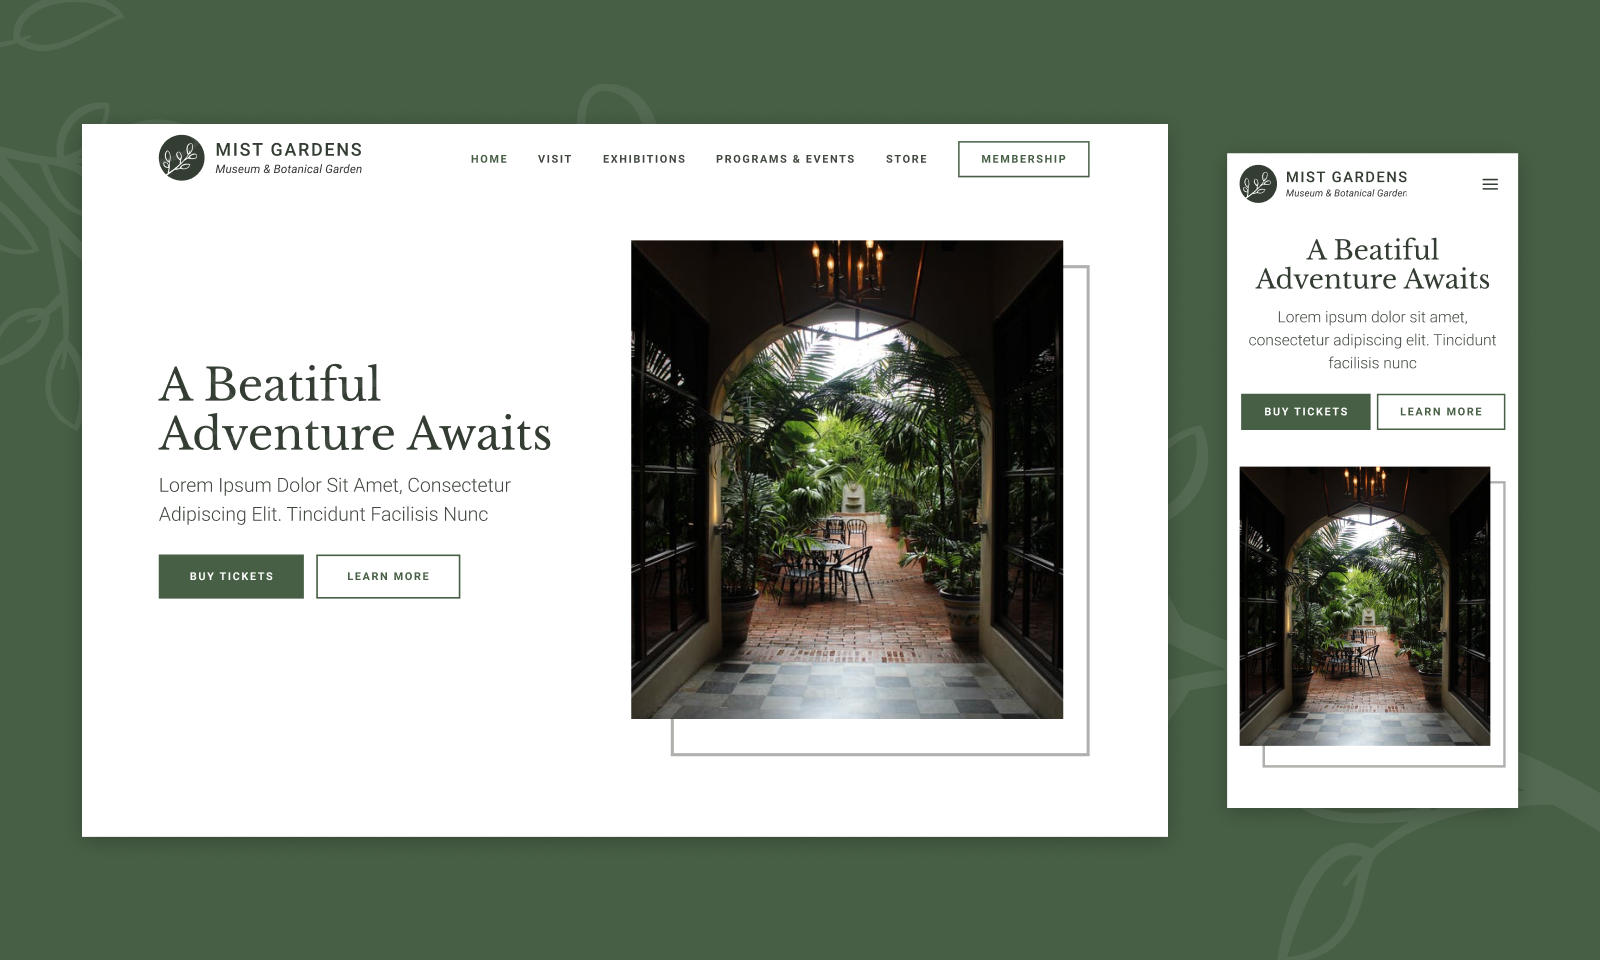 MIST GARDENS
Museum & Botanical Garden
HOME VISIT EXHIBITIONS PROGRAMS & EVENTS STORE MEMBERSHIP
A Beatiful
Adventure Awaits
Lorem Ipsum Dolor Sit Amet, Consectetur
Adipiscing Elit. Tincidunt Facilisis Nunc
BUY TICKETS LEARN MORE
MIST GARDENS
Museum & Botanical Garden
A Beatiful
Adventure Awaits
Lorem ipsum dolor sit amet,
consectetur adipiscing elit. Tincidunt
facilisis nunc
BUY TICKETS LEARN MORE